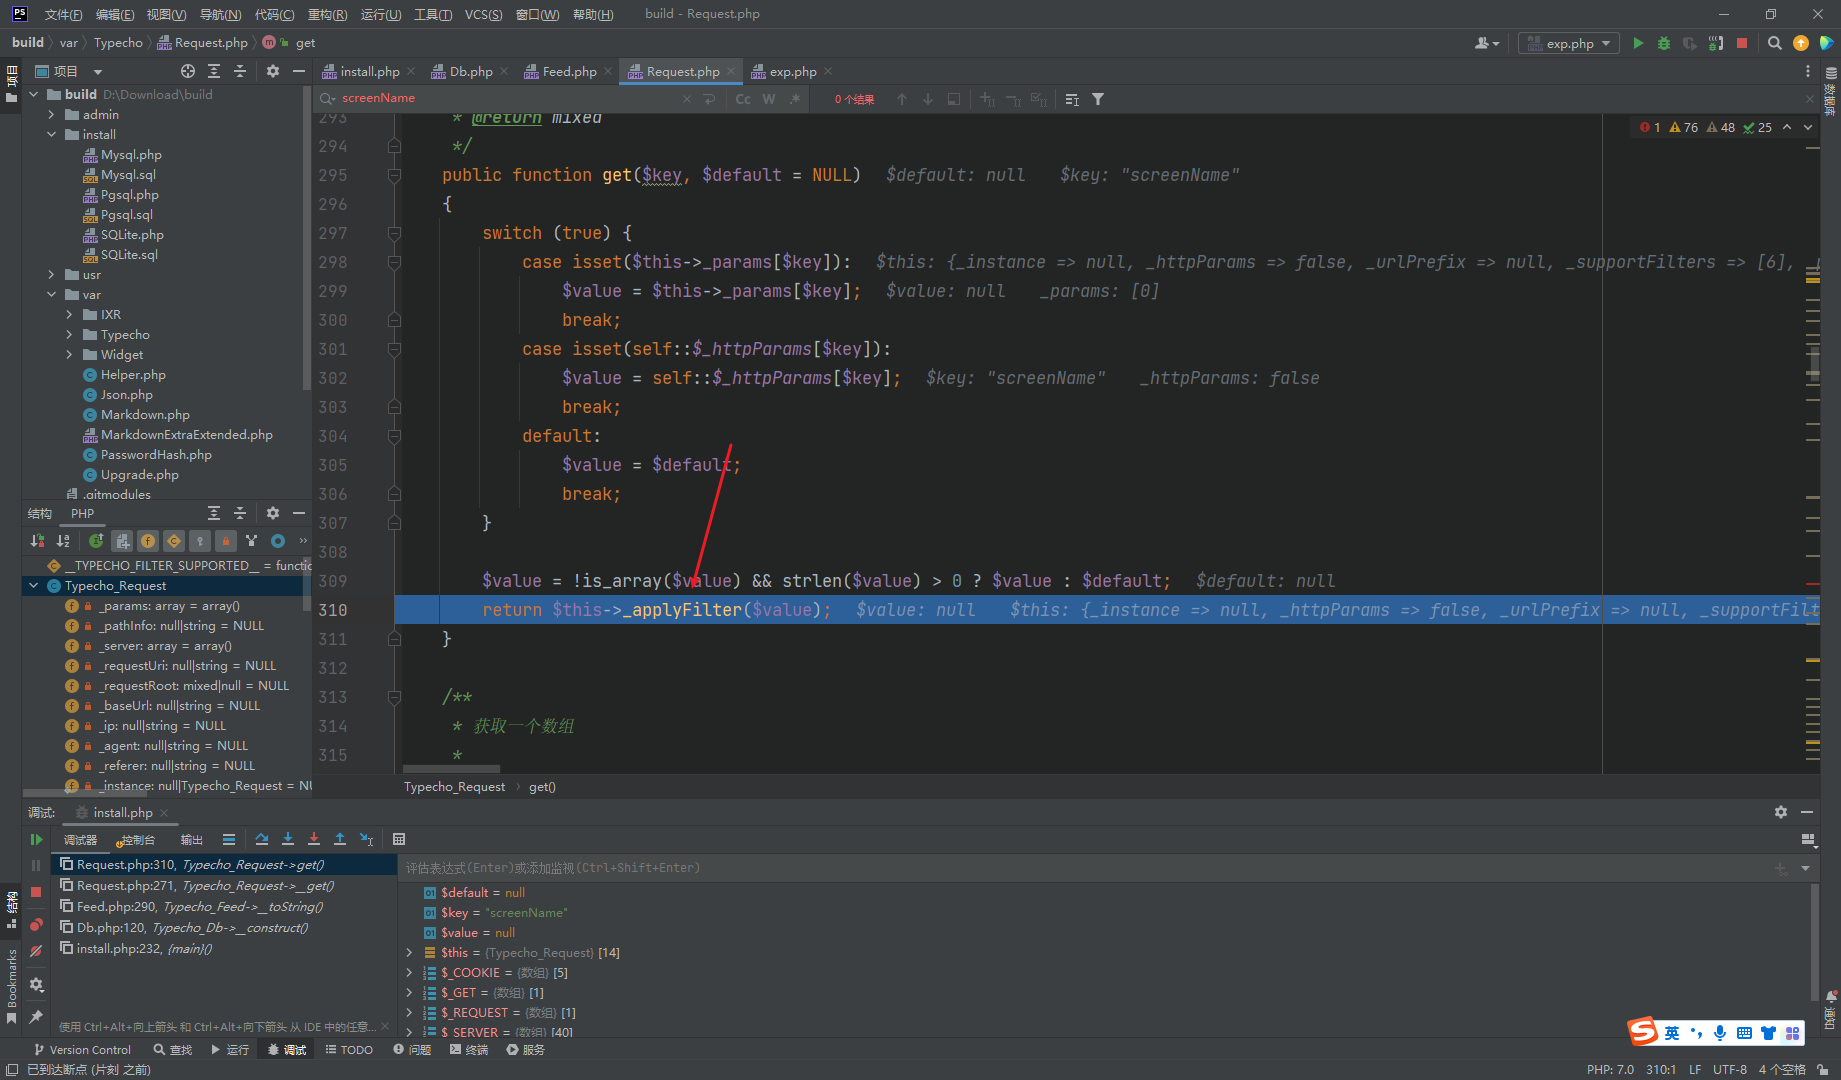 PS 文件(F) 编辑(E) 视图(V) 导航(N) 代码(C) 重构(R) 运行(U) 工具(T) VCS(S) 窗口(W) 帮助(H) build - Request.php
build var Typecho Request.php m get exp.php
项目
项目
install.php Db.php Feed.php Request.php exp.php
数据库
build D:\Download\build
admin
install
Mysql.php
Mysql.sql
Pgsql.php
Pgsql.sql
SQLite.php
SQLite.sql
usr
var
IXR
Typecho
Widget
Helper.php
Json.php
Markdown.php
MarkdownExtraExtended.php
PasswordHash.php
Upgrade.php
.gitmodules
screenName Cc W .* 0 个结果
1 76 48 25
293 * @return mixed
294 */
295 public function get($key, $default = NULL) $default: null $key: "screenName"
296 {
297 switch (true) {
298 case isset($this->_params[$key]): $this: {_instance => null, _httpParams => false, _urlPrefix => null, _supportFilters => [6],
299 $value = $this->_params[$key]; $value: null _params: [0]
300 break;
301 case isset(self::$_httpParams[$key]):
302 $value = self::$_httpParams[$key]; $key: "screenName" _httpParams: false
303 break;
304 default:
305 $value = $default;
306 break;
307 }
308
309 $value = !is_array($value) && strlen($value) > 0 ? $value : $default; $default: null
310 return $this->_applyFilter($value); $value: null $this: {_instance => null, _httpParams => false, _urlPrefix => null, _supportFilt
311 }
312
313 /**
314 * 获取一个数组
315 *
Typecho_Request get()
结构 PHP
__TYPECHO_FILTER_SUPPORTED__ = functic
Typecho_Request
_params: array = array()
_pathInfo: null|string = NULL
_server: array = array()
_requestUri: null|string = NULL
_requestRoot: mixed|null = NULL
_baseUrl: null|string = NULL
_ip: null|string = NULL
_agent: null|string = NULL
_referer: null|string = NULL
_instance: null|Typecho_Request = NU
调试: install.php
调试器 控制台 输出
Request.php:310, Typecho_Request->get()
Request.php:271, Typecho_Request->__get()
Feed.php:290, Typecho_Feed->__toString()
Db.php:120, Typecho_Db->__construct()
install.php:232, {main}()
使用 Ctrl+Alt+向上箭头 和 Ctrl+Alt+向下箭头 从 IDE 中的任意...
评估表达式(Enter)或添加监视(Ctrl+Shift+Enter)
$default = null
$key = "screenName"
$value = null
$this = {Typecho_Request} [14]
$_COOKIE = {数组} [5]
$_GET = {数组} [1]
$_REQUEST = {数组} [1]
$_SERVER = {数组} [40]
结构
Bookmarks
通知
S 英
Version Control 查找 运行 调试 TODO 问题 终端 服务
已到达断点 (片刻 之前) PHP: 7.0 310:1 LF UTF-8 4 个空格